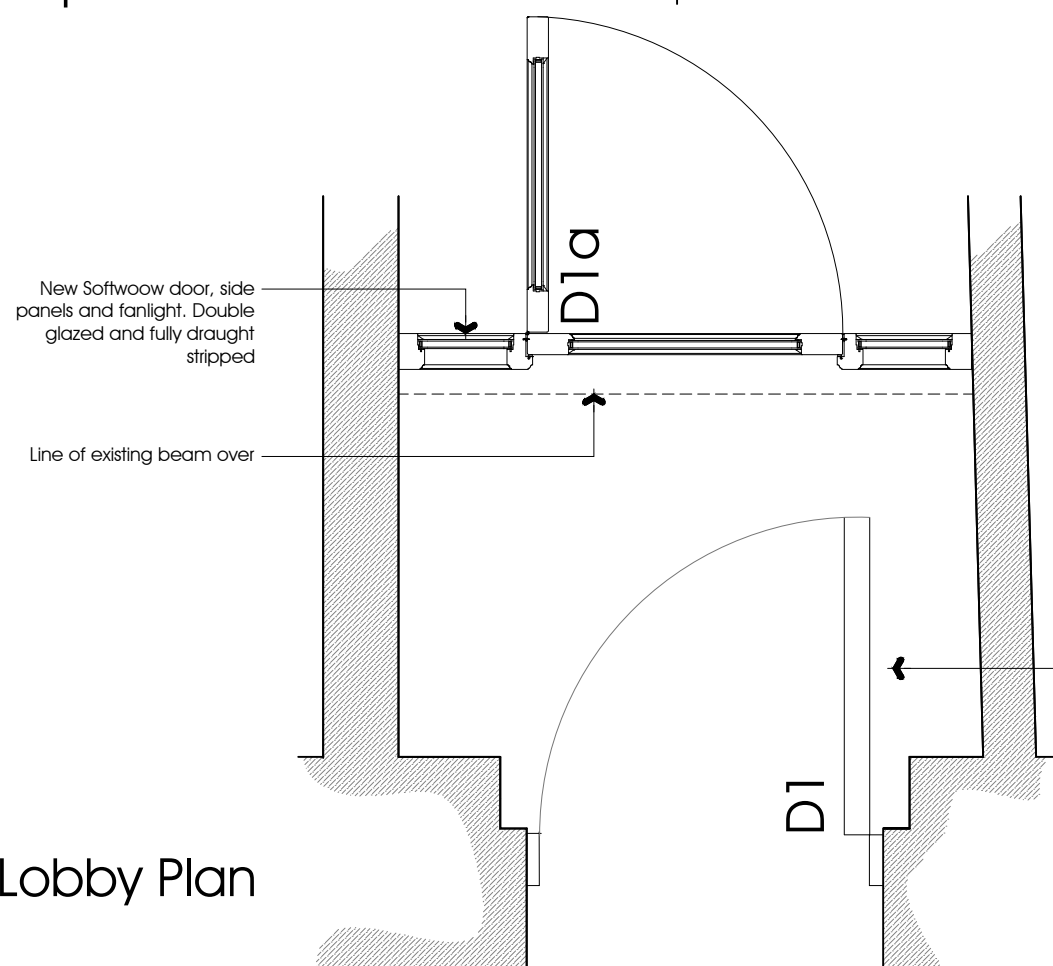 D1a
New Softwoow door, side
panels and fanlight. Double
glazed and fully draught
stripped
Line of existing beam over
D1
Lobby Plan